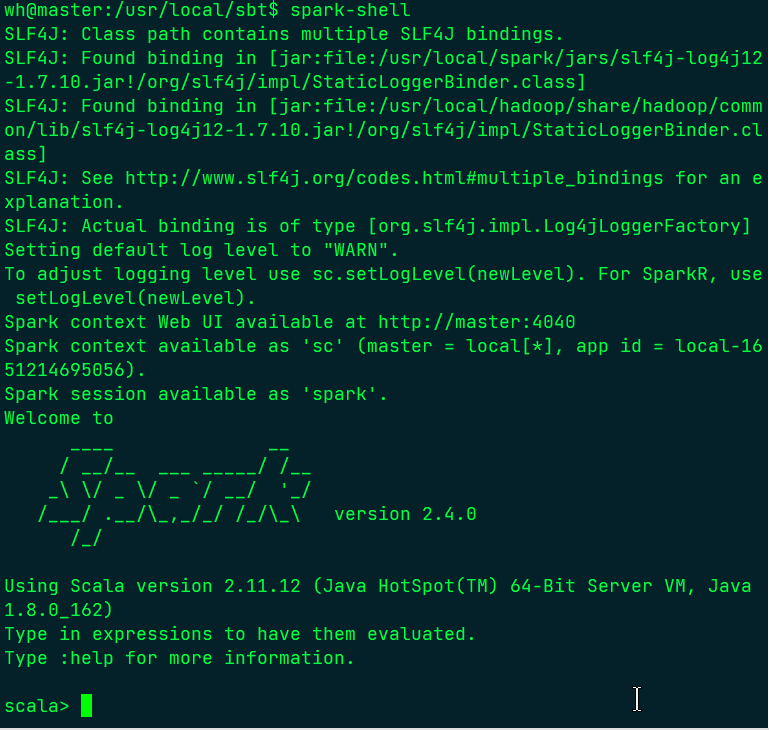 wh@master:/usr/local/sbt$ spark-shell
SLF4J: Class path contains multiple SLF4J bindings.
SLF4J: Found binding in [jar:file:/usr/local/spark/jars/slf4j-log4j12
-1.7.10.jar!/org/slf4j/impl/StaticLoggerBinder.class]
SLF4J: Found binding in [jar:file:/usr/local/hadoop/share/hadoop/comm
on/lib/slf4j-log4j12-1.7.10.jar!/org/slf4j/impl/StaticLoggerBinder.cl
ass]
SLF4J: See http://www.slf4j.org/codes.html#multiple_bindings for an e
xplanation.
SLF4J: Actual binding is of type [org.slf4j.impl.Log4jLoggerFactory]
Setting default log level to "WARN".
To adjust logging level use sc.setLogLevel(newLevel). For SparkR, use
 setLogLevel(newLevel).
Spark context Web UI available at http://master:4040
Spark context available as 'sc' (master = local[*], app id = local-16
51214695056).
Spark session available as 'spark'.
Welcome to
      ____              __
     / __/__  ___ _____/ /__
    _\ \/ _ \/ _ `/ __/  '_/
   /___/ .__/\_,_/_/ /_/\_\   version 2.4.0
      /_/
Using Scala version 2.11.12 (Java HotSpot(TM) 64-Bit Server VM, Java
1.8.0_162)
Type in expressions to have them evaluated.
Type :help for more information.
scala>